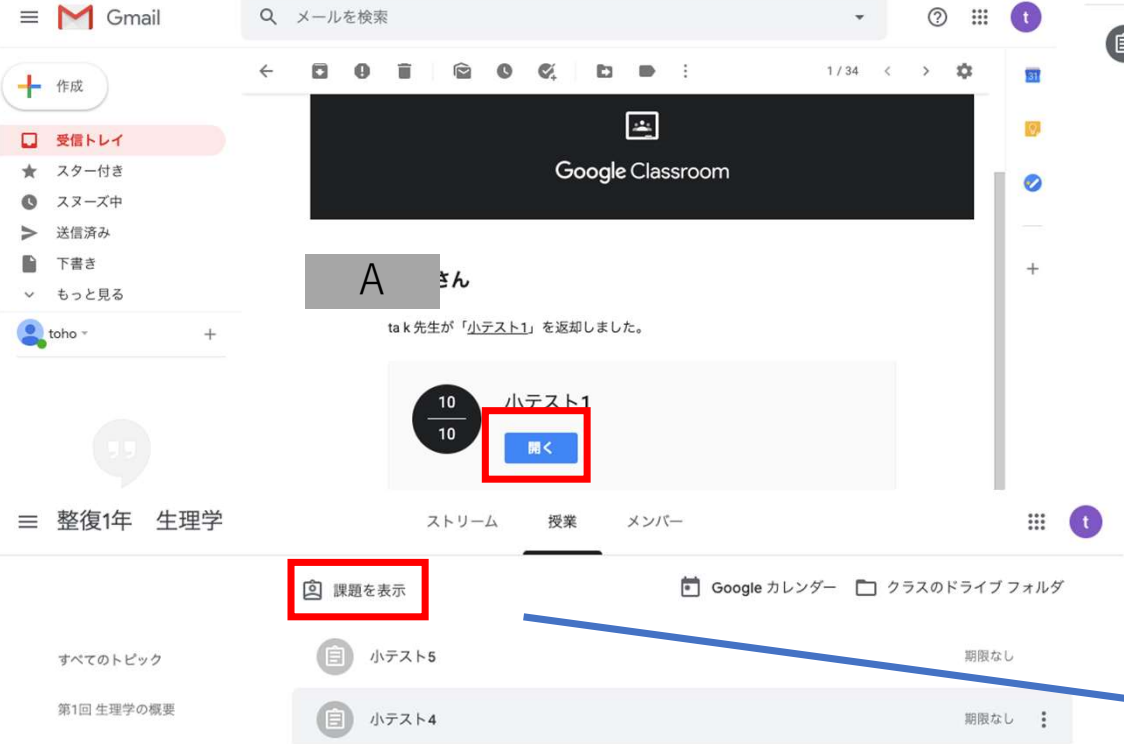 Gmail
メールを検索
t
作成
1 / 34
31
受信トレイ
スター付き
スヌーズ中
送信済み
下書き
もっと見る
toho
Google Classroom
A さん
ta k 先生が「小テスト1」を返却しました。
10
10
小テスト1
開く
整復1年 生理学
ストリーム 授業 メンバー
t
課題を表示
Google カレンダー クラスのドライブ フォルダ
すべてのトピック
第1回 生理学の概要
小テスト5 期限なし
小テスト4 期限なし